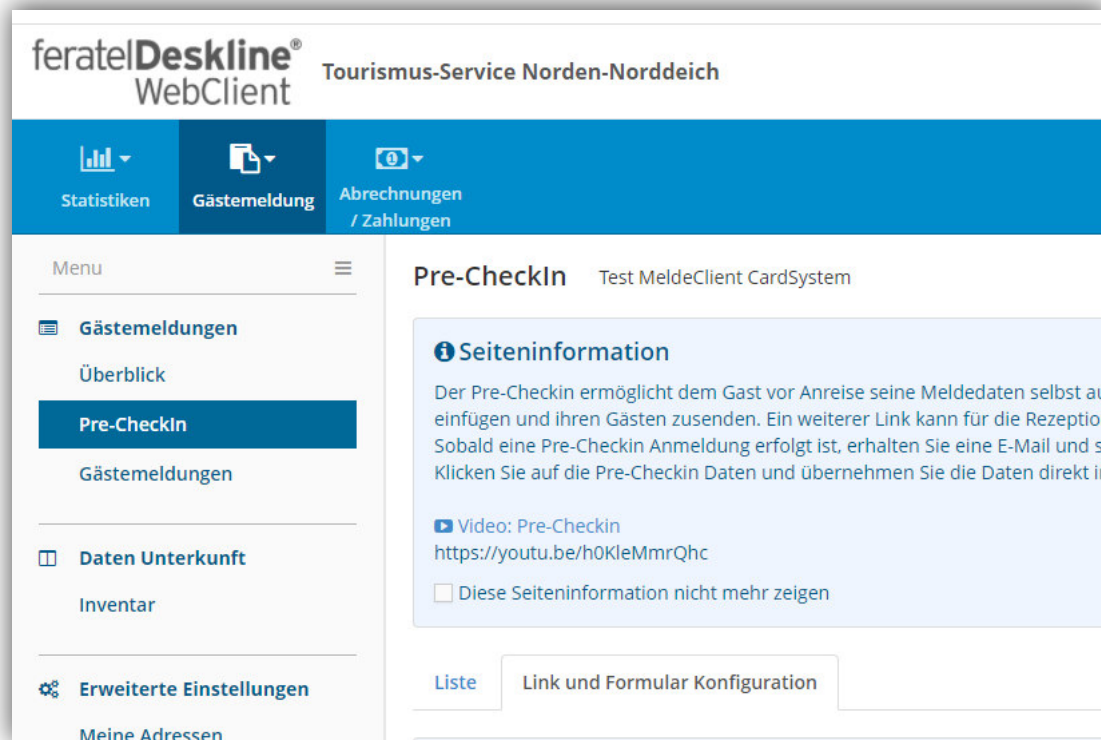 feratelDeskline®
WebClient
Tourismus-Service Norden-Norddeich
Statistiken
Gästemeldung
Abrechnungen
/ Zahlungen
Menu
Gästemeldungen
Überblick
Pre-CheckIn
Gästemeldungen
Daten Unterkunft
Inventar
Erweiterte Einstellungen
Meine Adressen
Pre-CheckIn Test MeldeClient CardSystem
Seiteninformation
Der Pre-Checkin ermöglicht dem Gast vor Anreise seine Meldedaten selbst
einfügen und ihren Gästen zusenden. Ein weiterer Link kann für die
Sobald eine Pre-Checkin Anmeldung erfolgt ist, erhalten Sie eine E-Mail und
Klicken Sie auf die Pre-Checkin Daten und übernehmen Sie die Daten direkt
Video: Pre-Checkin
https://youtu.be/h0KleMmrQhc
Diese Seiteninformation nicht mehr zeigen
Liste
Link und Formular Konfiguration